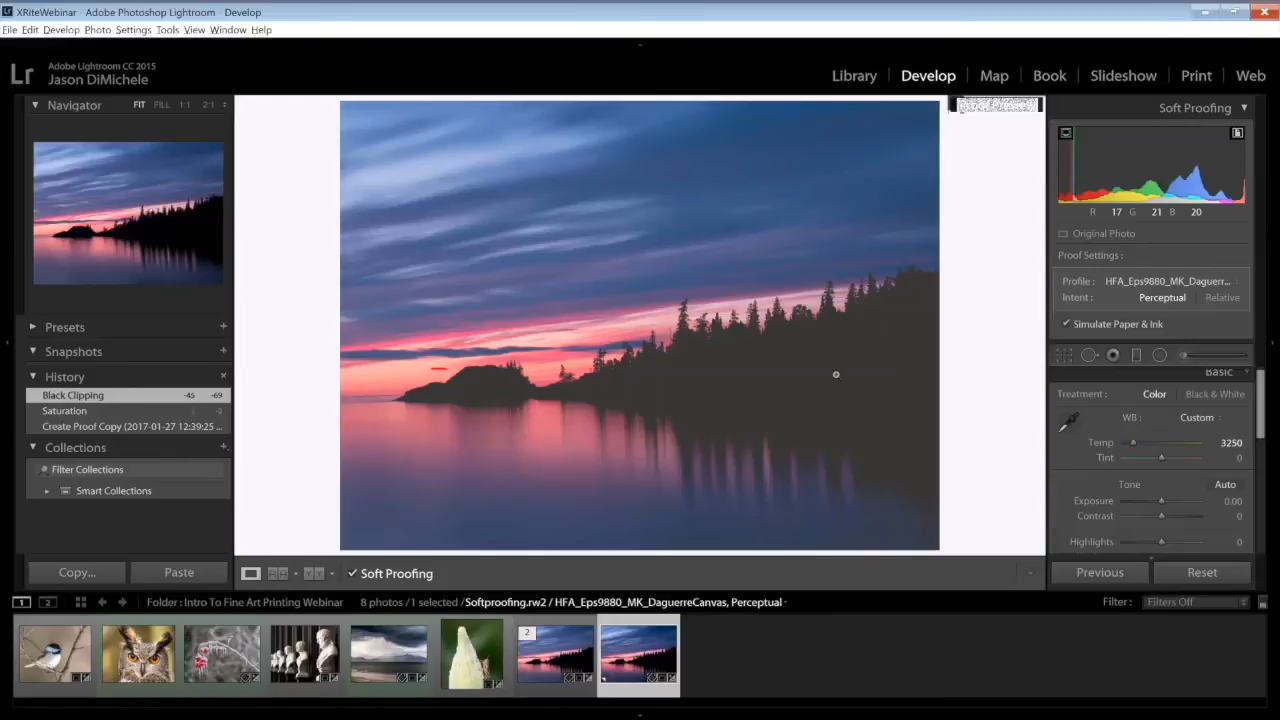 XRiteWebinar - Adobe Photoshop Lightroom - Develop
File Edit Develop Photo Settings Tools View Window Help
Lr
Adobe Lightroom CC 2015
Jason DiMichele
Library Develop Map Book Slideshow Print Web
Navigator FIT FILL 1:1 2:1
Proof Preview
Soft Proofing
R 17 G 21 B 20
Original Photo
Proof Settings :
Profile : HFA_Eps9880_MK_Daguerr...
Intent : Perceptual Relative
Simulate Paper & Ink
Presets
Snapshots
History
Black Clipping -45 -69
Saturation -2
Create Proof Copy (2017-01-27 12:39:25 ...
Collections
Filter Collections
Smart Collections
Basic
Treatment : Color Black & White
WB : Custom
Temp 3250
Tint 0
Tone Auto
Exposure 0.00
Contrast 0
Highlights 0
Copy... Paste
Soft Proofing
Previous Reset
1 2 Folder : Intro To Fine Art Printing Webinar 8 photos /1 selected /Softproofing.rw2 / HFA_Eps9880_MK_DaguerreCanvas, Perceptual
Filter : Filters Off
2